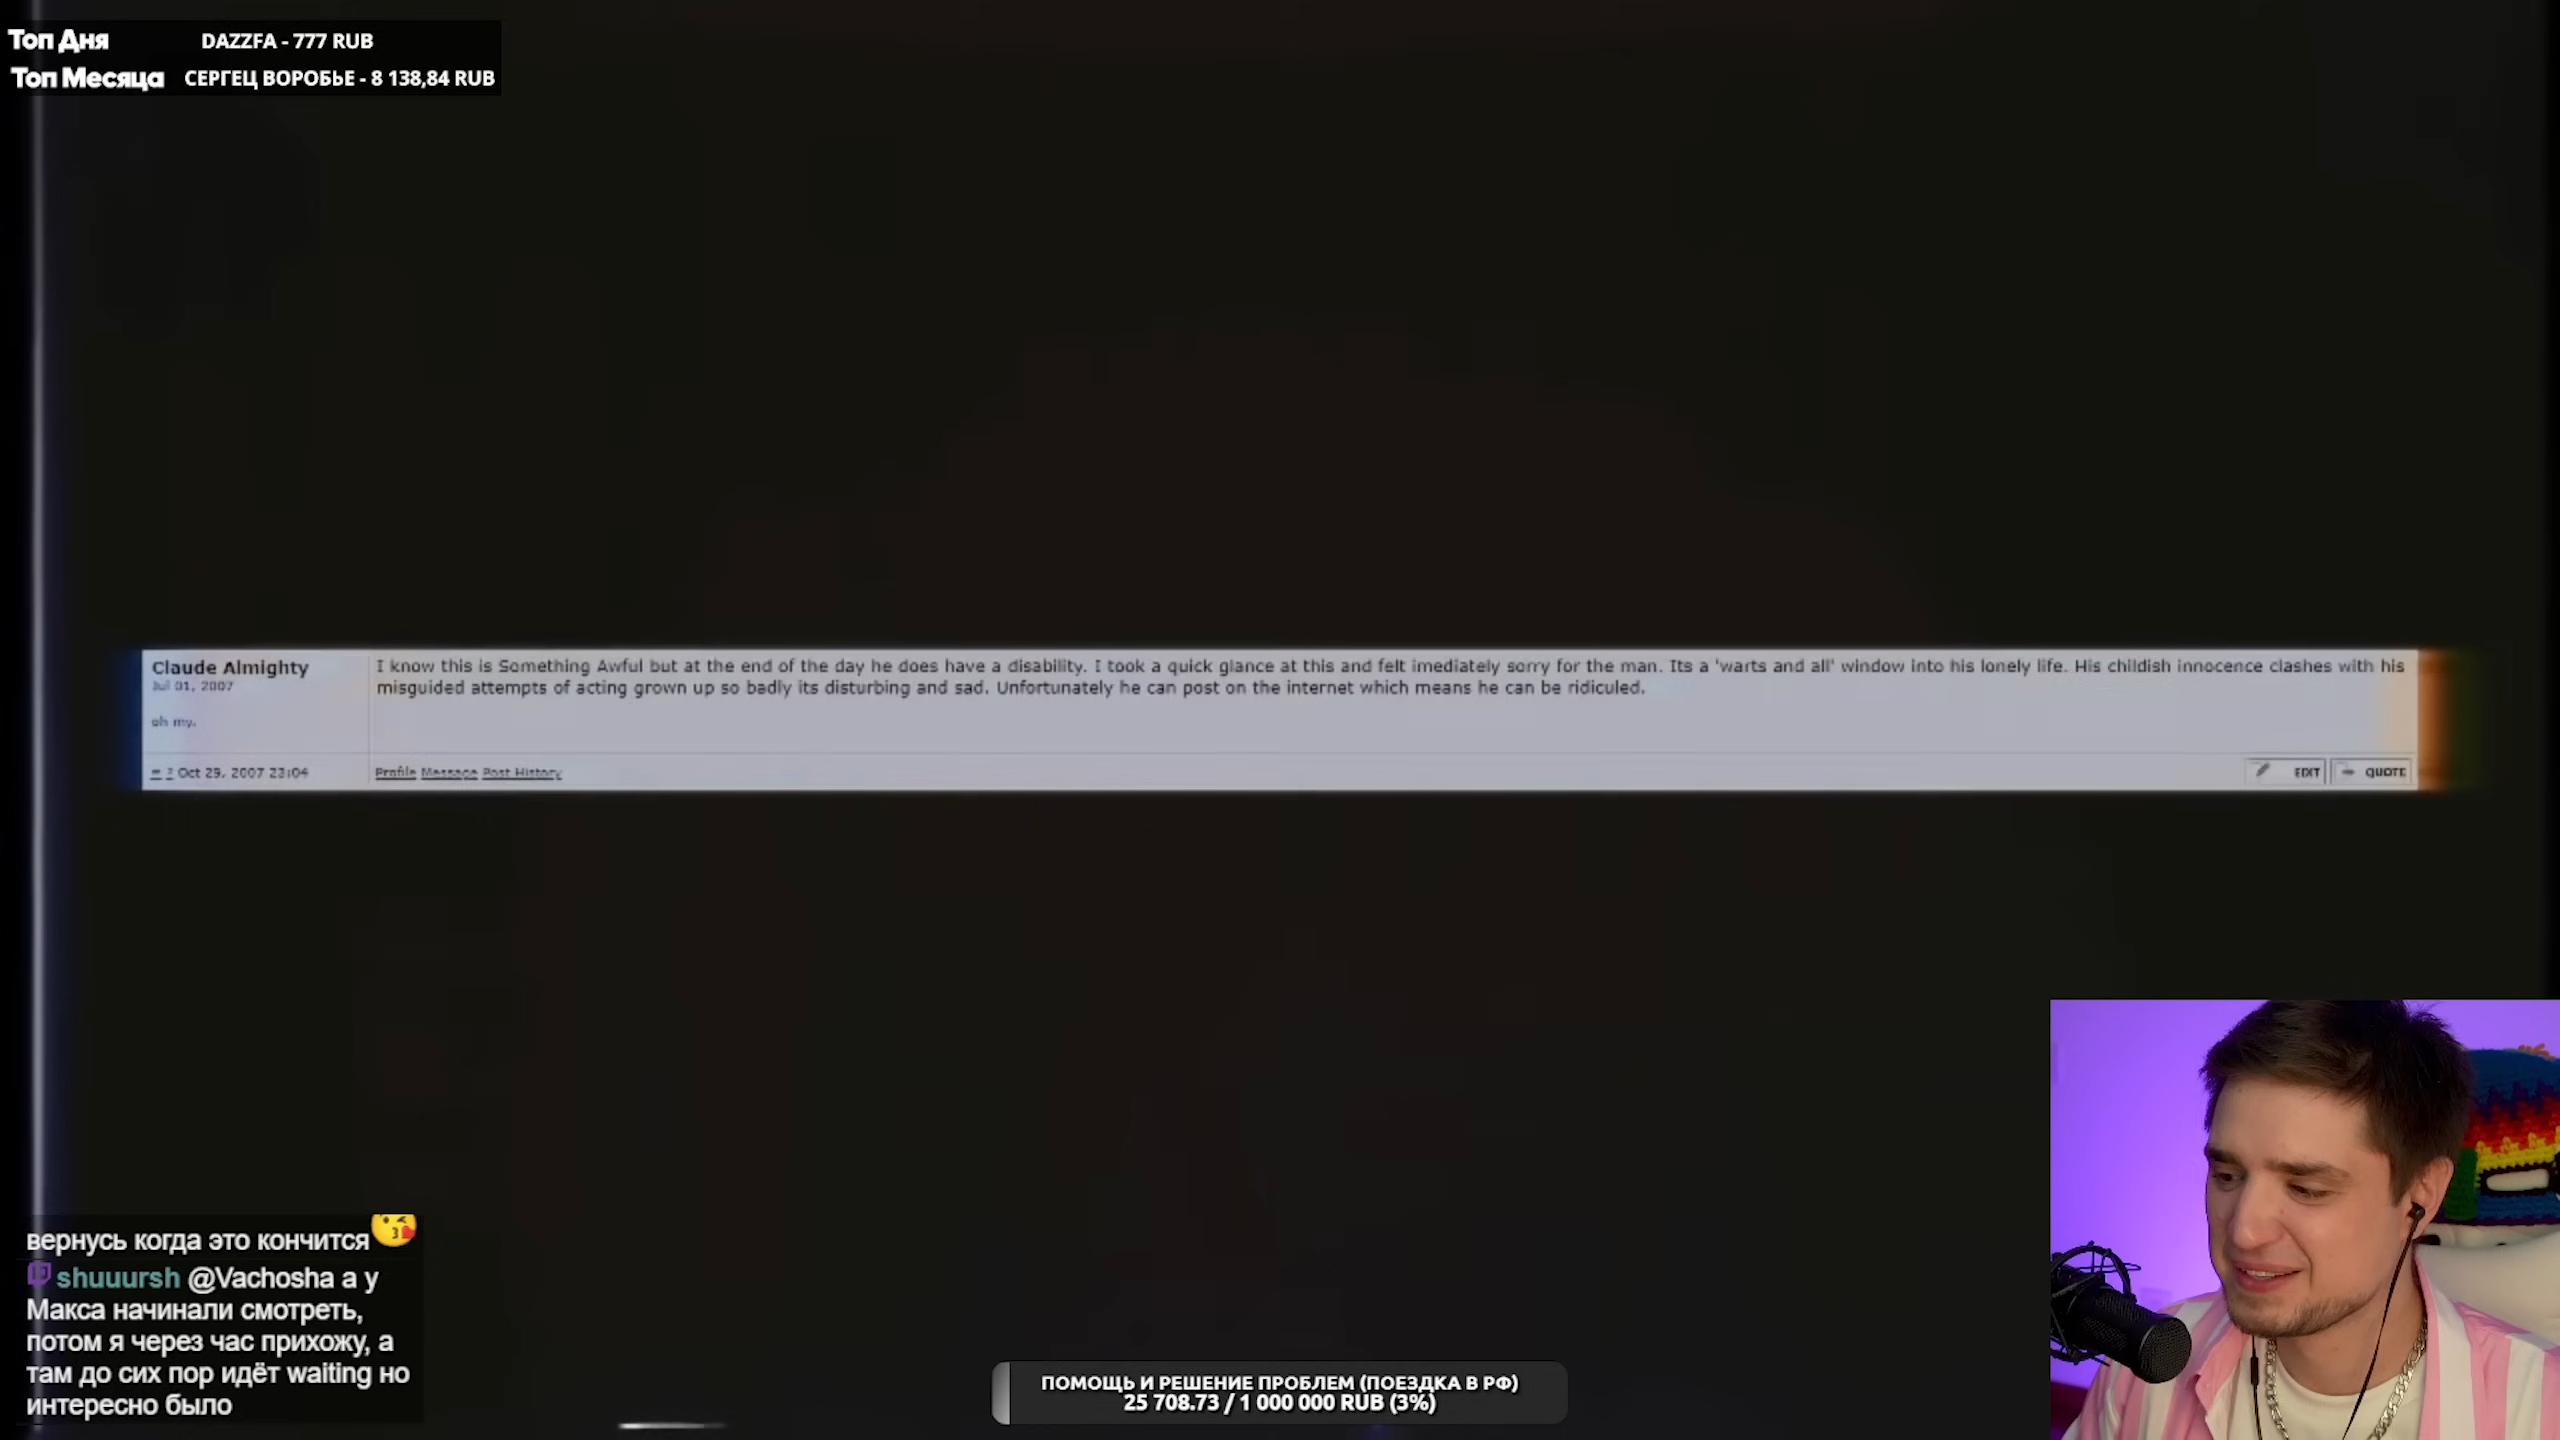 Топ Дня DAZZFA - 777 RUB
Топ Месяца СЕРГЕЦ ВОРОБЬЕ - 8 138,84 RUB
Claude Almighty
Jul 01, 2007
oh my.
I know this is Something Awful but at the end of the day he does have a disability. I took a quick glance at this and felt imediately sorry for the man. Its a 'warts and all' window into his lonely life. His childish innocence clashes with his
misguided attempts of acting grown up so badly its disturbing and sad. Unfortunately he can post on the internet which means he can be ridiculed.
# ? Oct 29, 2007 23:04
Profile Message Post History
EDIT QUOTE
вернусь когда это кончится
shuuursh @Vachosha а у
Макса начинали смотреть,
потом я через час прихожу, а
там до сих пор идёт waiting но
интересно было
ПОМОЩЬ И РЕШЕНИЕ ПРОБЛЕМ (ПОЕЗДКА В РФ)
25 708.73 / 1 000 000 RUB (3%)